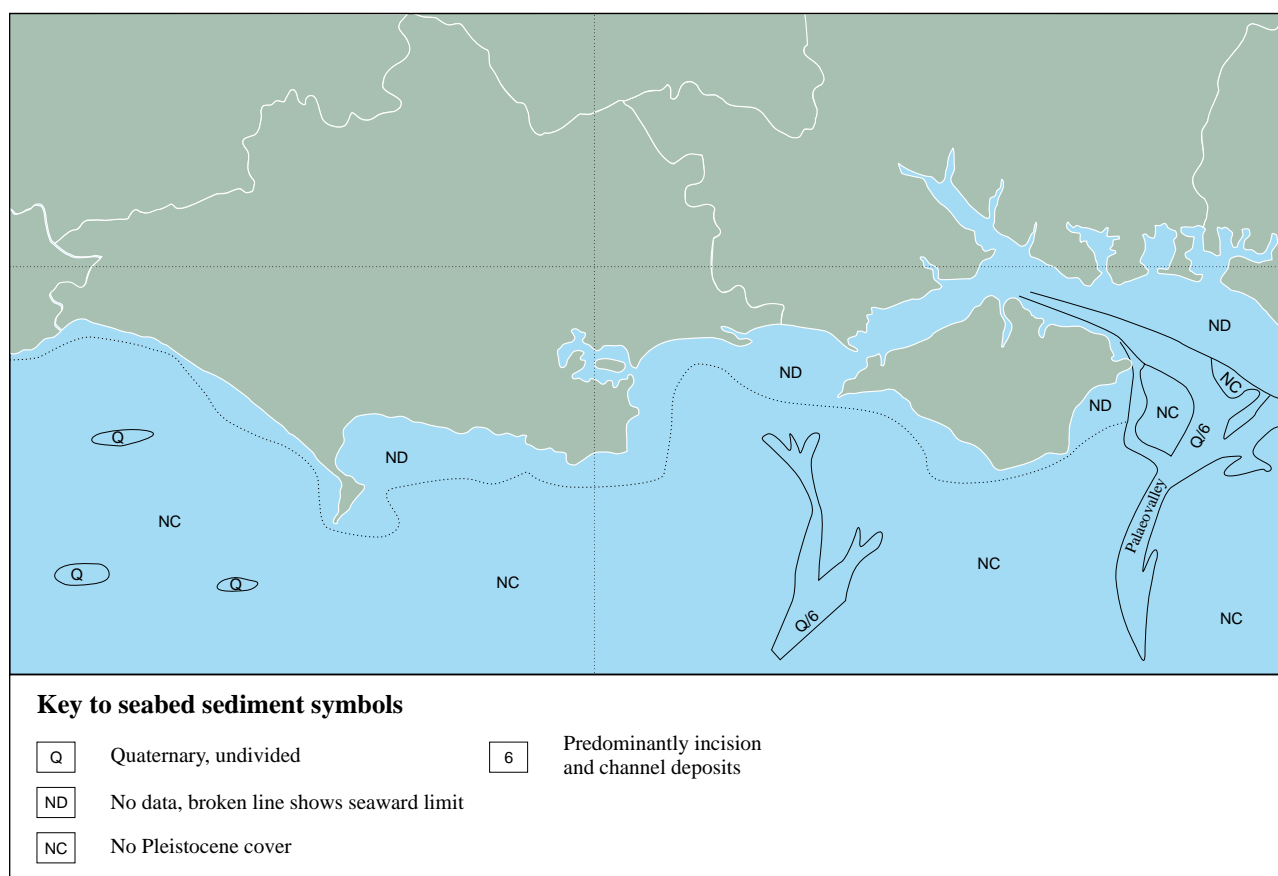 ND
ND
NC
NC
Q
ND
Q/6
ND
Palaeovalley
NC
NC
NC
Q
Q
NC
Q/6
NC
Key to seabed sediment symbols
Q Quaternary, undivided
ND No data, broken line shows seaward limit
NC No Pleistocene cover
6 Predominantly incision
and channel deposits